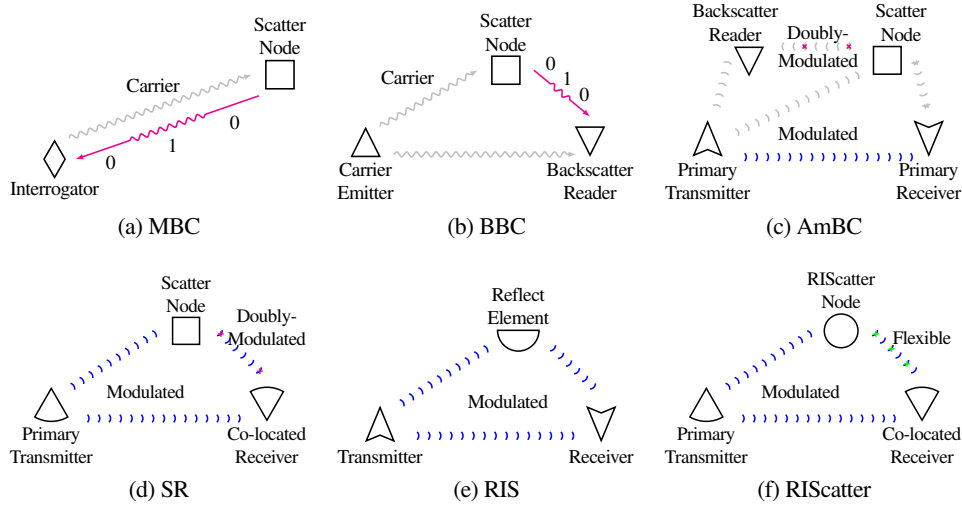 Scatter
Node
Carrier
0
1
0
Interrogator
(a) MBC
Scatter
Node
Carrier
0
1
0
Carrier
Emitter
Backscatter
Reader
(b) BBC
Backscatter
Reader
Doubly-
Modulated
Scatter
Node
Modulated
Primary
Transmitter
Primary
Receiver
(c) AmBC
Scatter
Node
Doubly-
Modulated
Modulated
Primary
Transmitter
Co-located
Receiver
(d) SR
Reflect
Element
Modulated
Transmitter
Receiver
(e) RIS
RIScatter
Node
Flexible
Modulated
Primary
Transmitter
Co-located
Receiver
(f) RIScatter